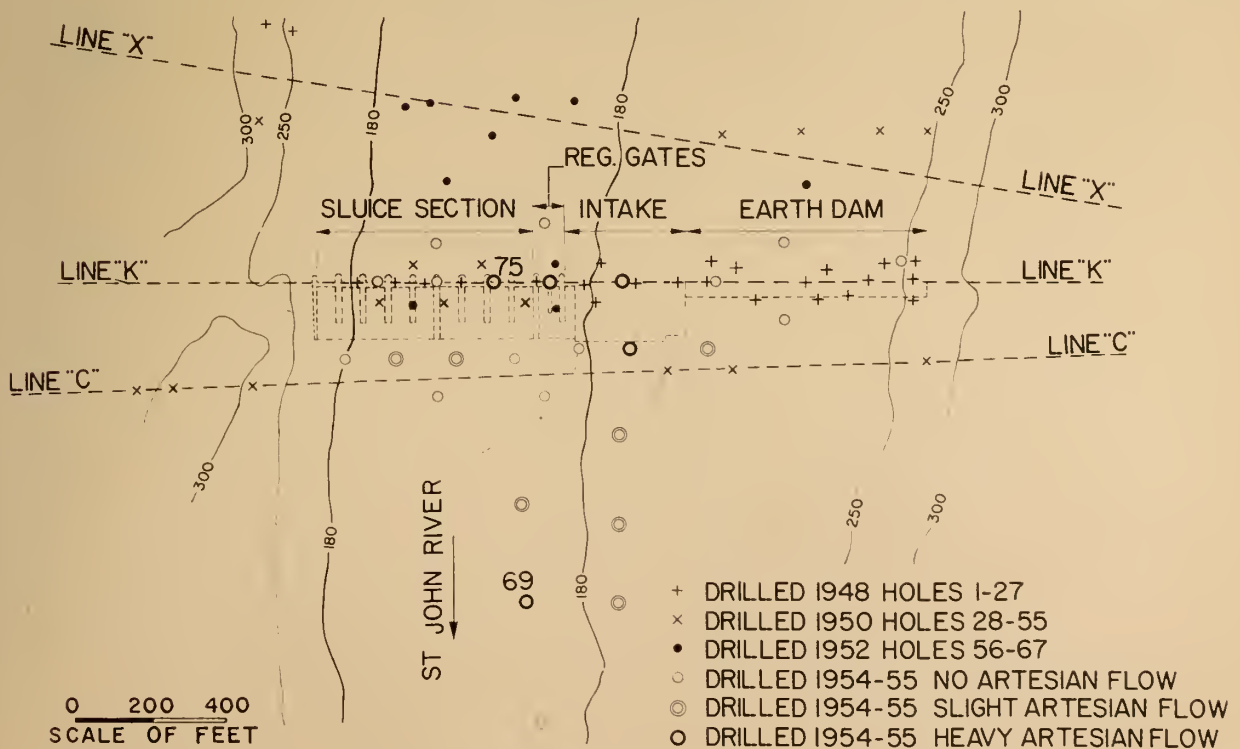 LINE "X"
300
250
180
180
250
300
REG. GATES
LINE "X"
SLUICE SECTION
INTAKE
EARTH DAM
LINE "K"
75
LINE "K"
LINE "C"
LINE "C"
300
180
ST JOHN RIVER
69
180
250
300
+ DRILLED 1948 HOLES 1-27
× DRILLED 1950 HOLES 28-55
● DRILLED 1952 HOLES 56-67
○ DRILLED 1954-55 NO ARTESIAN FLOW
◎ DRILLED 1954-55 SLIGHT ARTESIAN FLOW
○ DRILLED 1954-55 HEAVY ARTESIAN FLOW
0 200 400
SCALE OF FEET